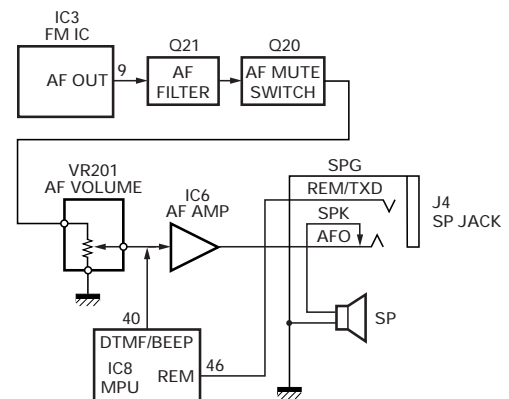 IC3
FM IC
AF OUT
9
Q21
AF
FILTER
Q20
AF MUTE
SWITCH
VR201
AF VOLUME
IC6
AF AMP
SPG
REM/TXD
SPK
AFO
J4
SP JACK
SP
40
DTMF/BEEP
IC8
MPU
REM
46